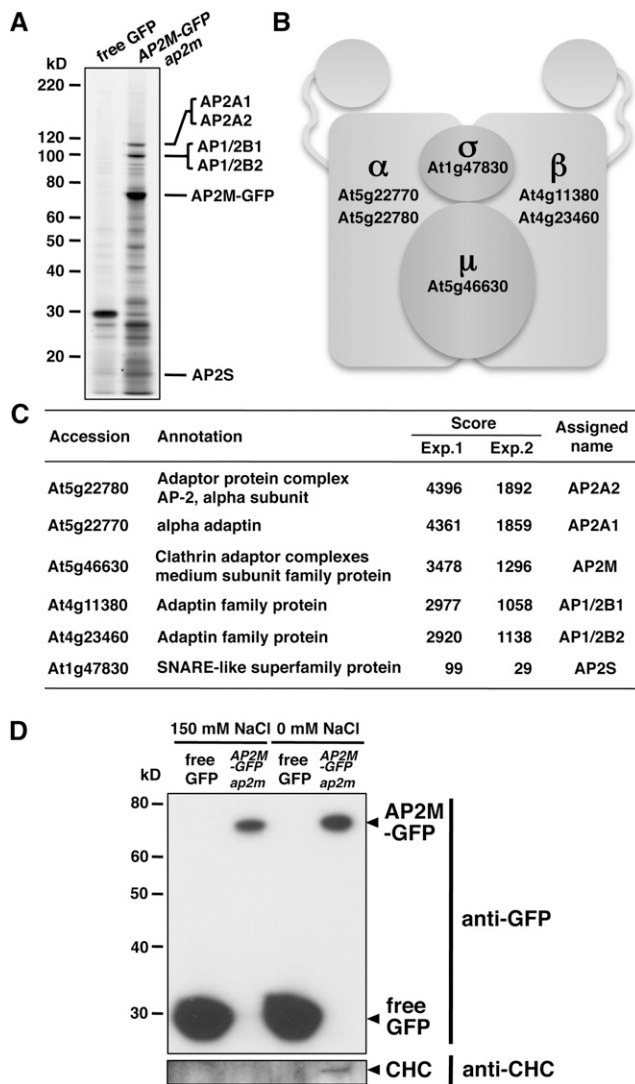 A
free GFP
AP2M-GFP
ap2m
kD
220
120
100
80
60
50
40
30
20
AP2A1
AP2A2
AP1/2B1
AP1/2B2
AP2M-GFP
AP2S
B
α
At5g22770
At5g22780
σ
At1g47830
β
At4g11380
At4g23460
μ
At5g46630
C
Accession Annotation Score Assigned name
Exp.1 Exp.2
At5g22780 Adaptor protein complex AP-2, alpha subunit 4396 1892 AP2A2
At5g22770 alpha adaptin 4361 1859 AP2A1
At5g46630 Clathrin adaptor complexes medium subunit family protein 3478 1296 AP2M
At4g11380 Adaptin family protein 2977 1058 AP1/2B1
At4g23460 Adaptin family protein 2920 1138 AP1/2B2
At1g47830 SNARE-like superfamily protein 99 29 AP2S
D
150 mM NaCl 0 mM NaCl
free GFP
AP2M-GFP ap2m
free GFP
AP2M-GFP ap2m
kD
80
60
50
40
30
AP2M-GFP
free GFP
anti-GFP
CHC
anti-CHC